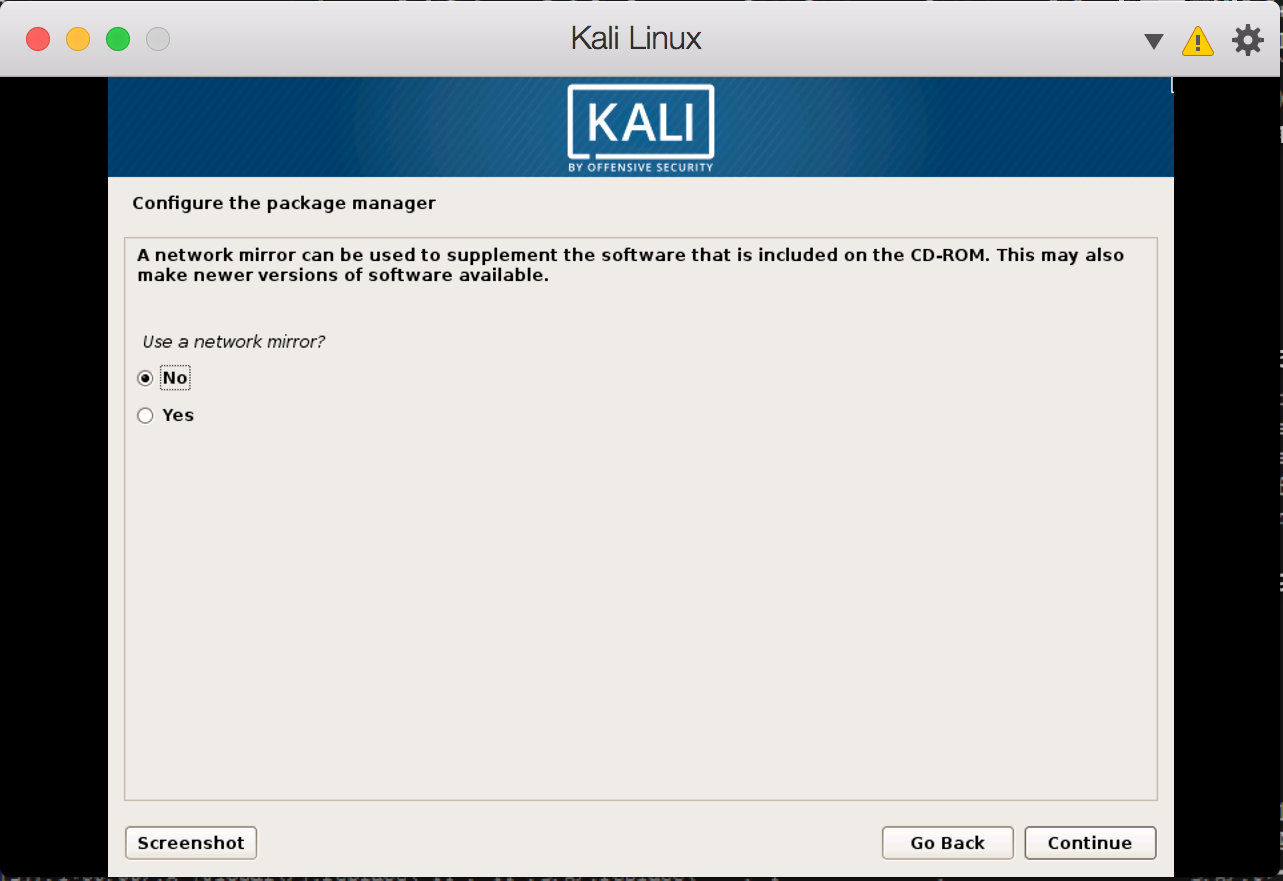 Kali Linux
KALI
BY OFFENSIVE SECURITY
Configure the package manager
A network mirror can be used to supplement the software that is included on the CD-ROM. This may also
make newer versions of software available.
Use a network mirror?
No
Yes
Screenshot
Go Back
Continue